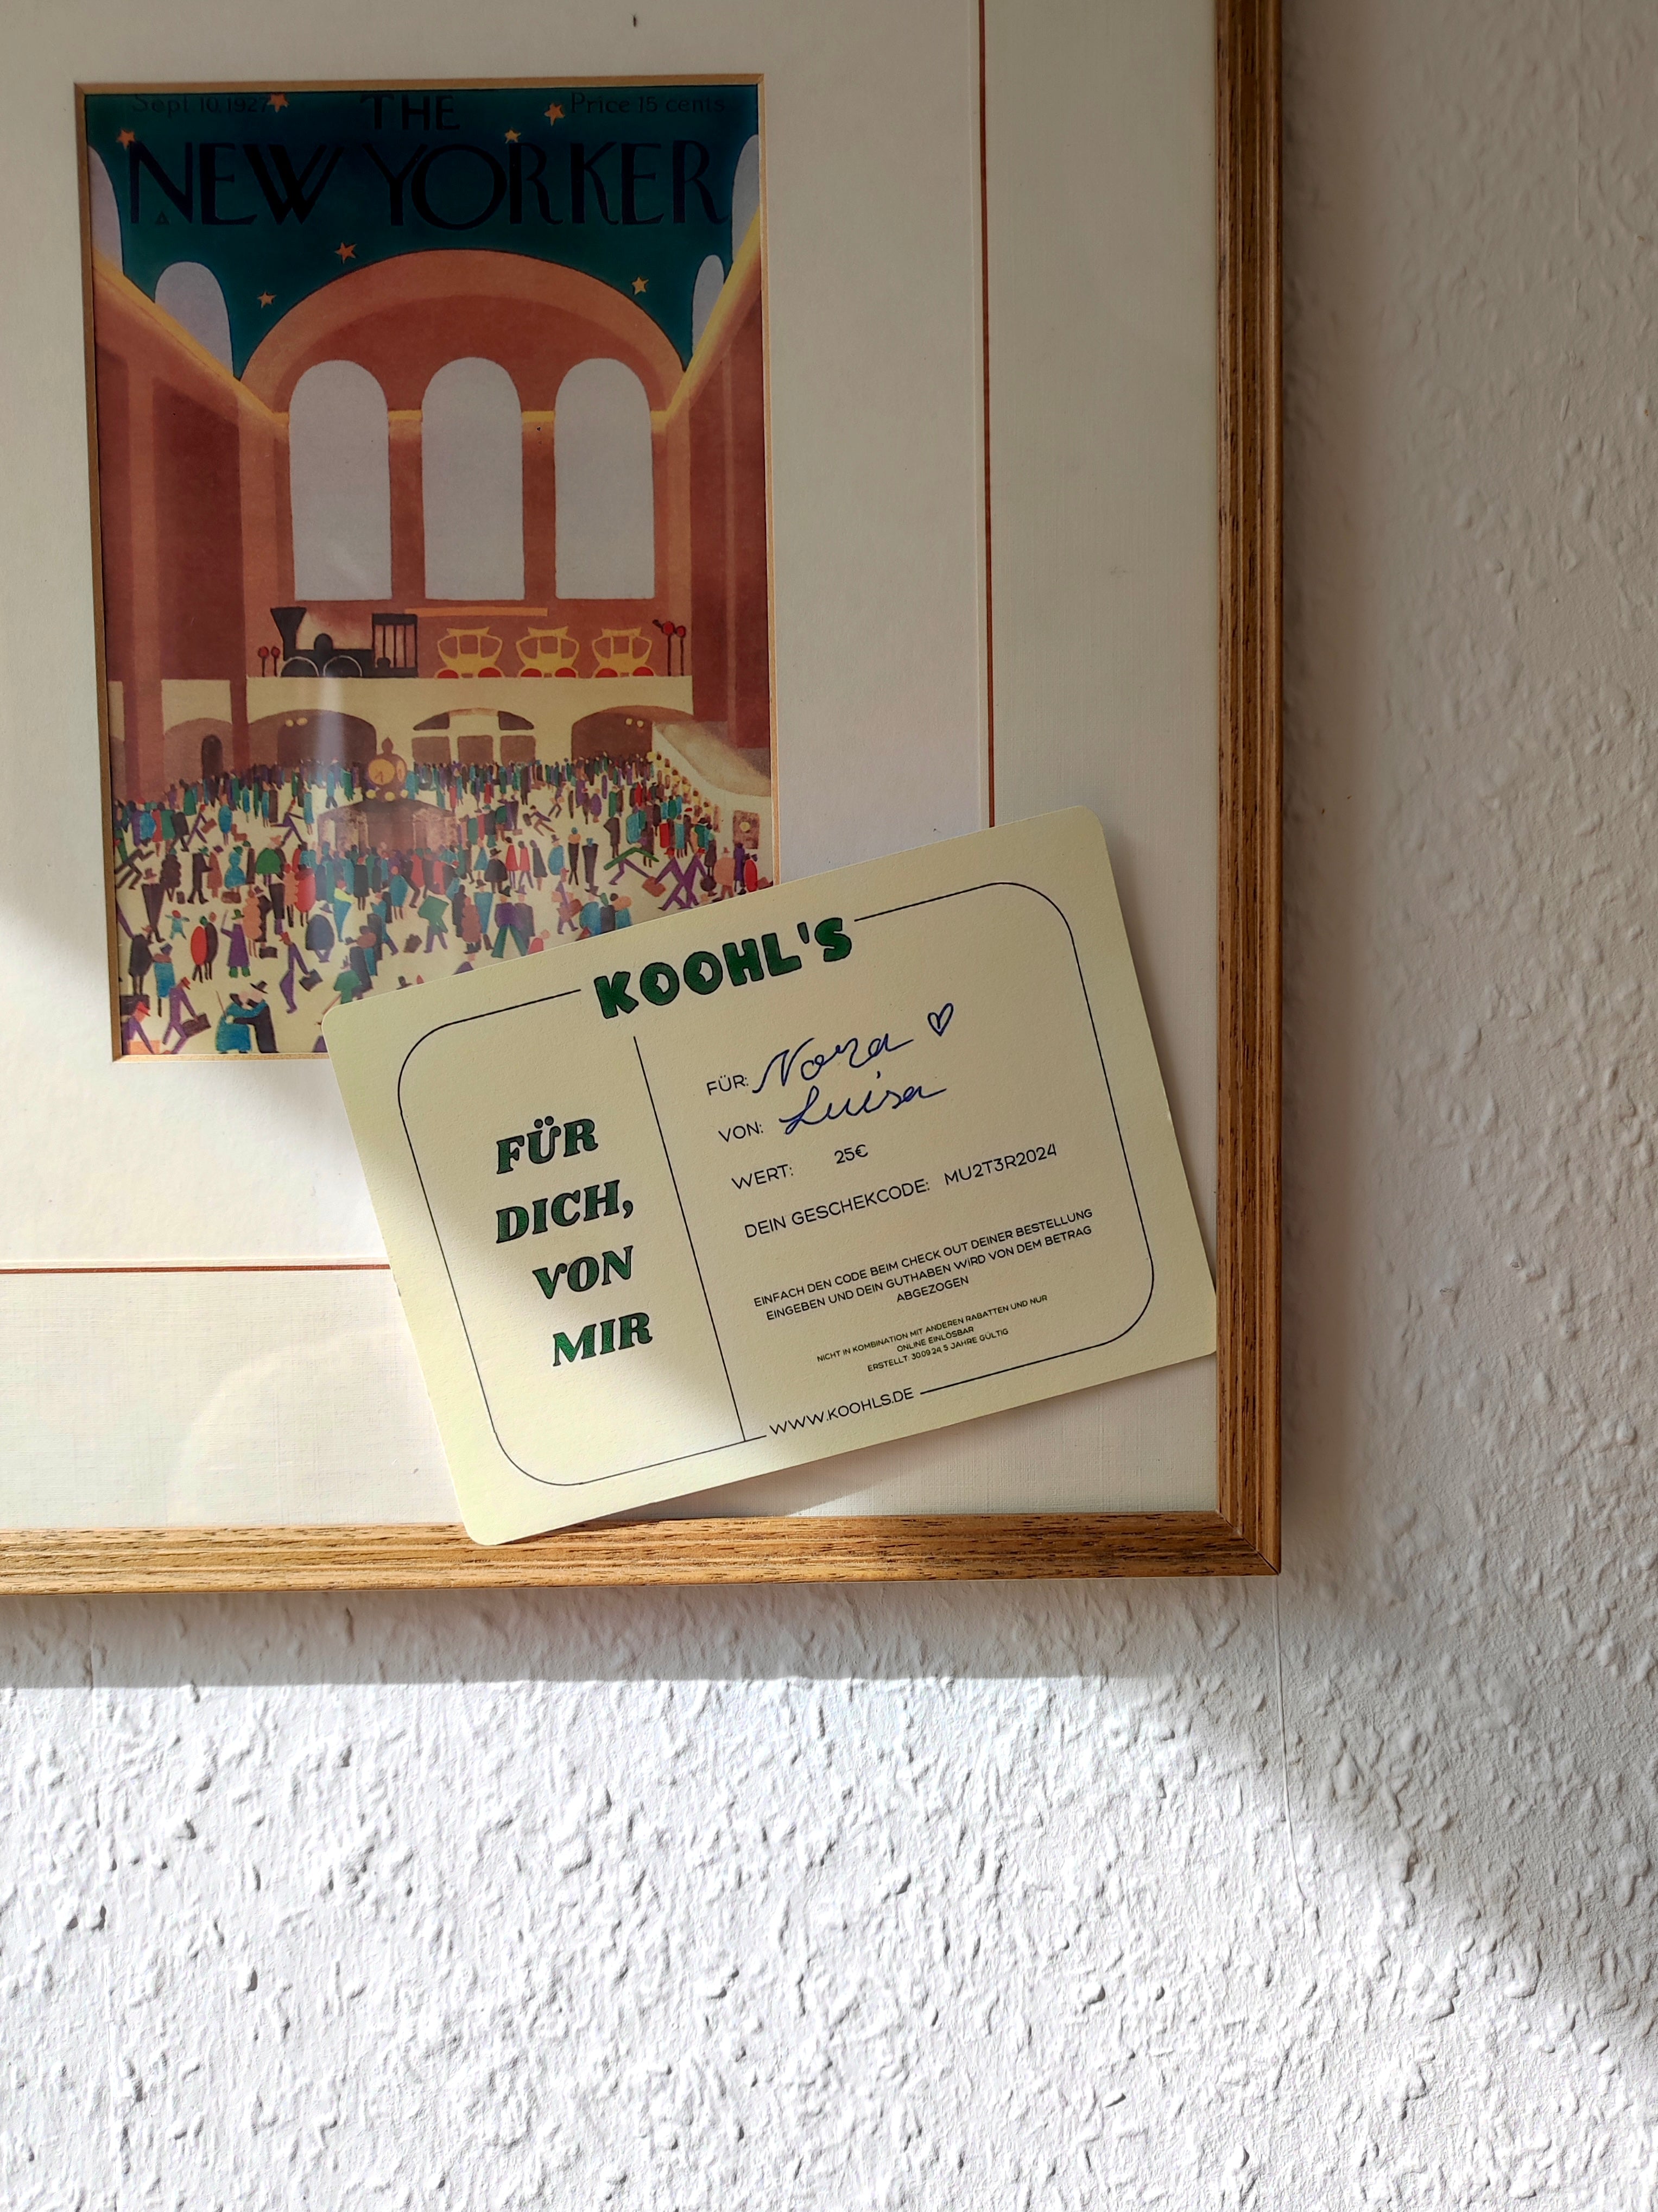 Sept. 10, 1927
THE
Price 15 cents
NEW YORKER
KOOHL'S
FÜR
DICH,
VON
MIR
FÜR: Nora ♡
VON: Luisa
WERT: 25€
DEIN GESCHEKCODE: MU2T3R2024
EINFACH DEN CODE BEIM CHECK OUT DEINER BESTELLUNG
EINGEBEN UND DEIN GUTHABEN WIRD VON DEM BETRAG
ABGEZOGEN
NICHT IN KOMBINATION MIT ANDEREN RABATTEN UND NUR
ONLINE EINLÖSBAR
ERSTELLT: 30.09.24, 5 JAHRE GÜLTIG
WWW.KOOHLS.DE